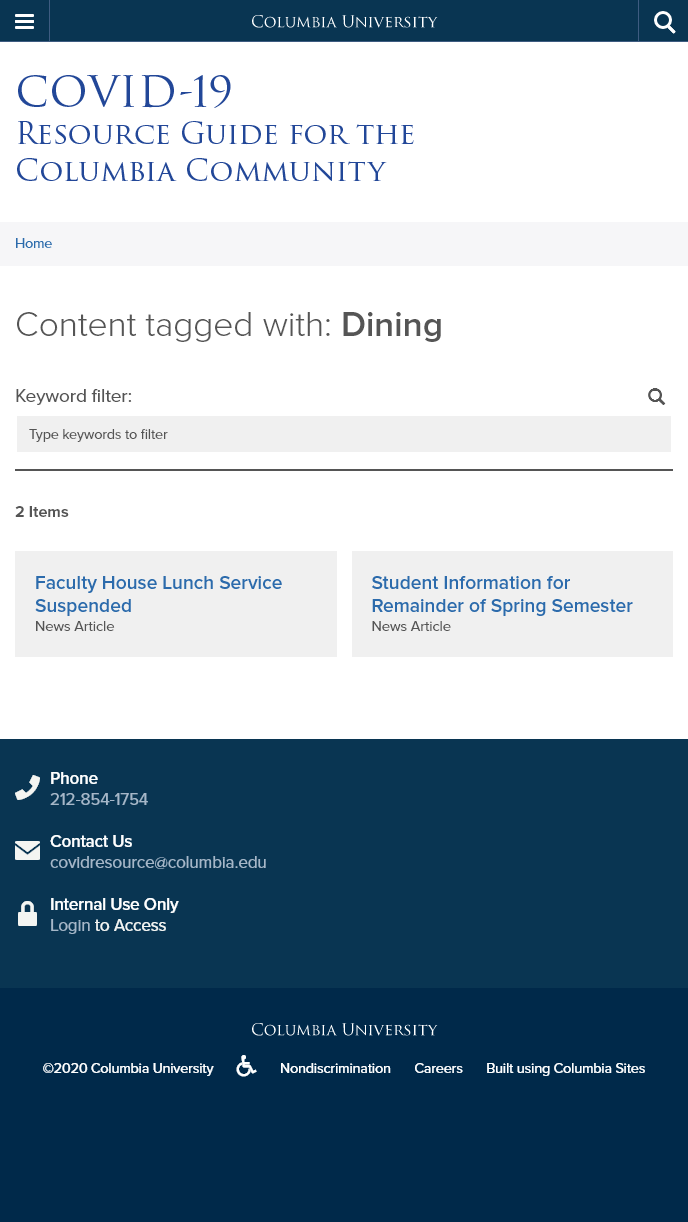 Columbia University
COVID-19
Resource Guide for the
Columbia Community
Home
Content tagged with: Dining
Keyword filter:
Type keywords to filter
2 Items
Faculty House Lunch Service
Suspended
News Article
Student Information for
Remainder of Spring Semester
News Article
Phone
212-854-1754
Contact Us
covidresource@columbia.edu
Internal Use Only
Login to Access
Columbia University
©2020 Columbia University Nondiscrimination Careers Built using Columbia Sites